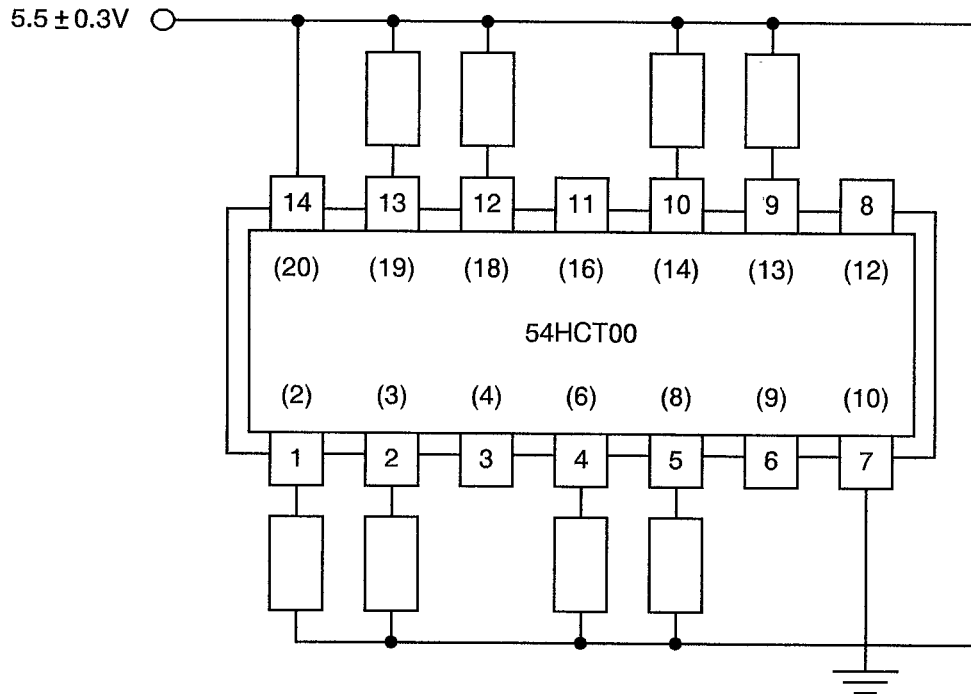 5.5 ± 0.3V
14 13 12 11 10 9 8
(20) (19) (18) (16) (14) (13) (12)
54HCT00
(2) (3) (4) (6) (8) (9) (10)
1 2 3 4 5 6 7